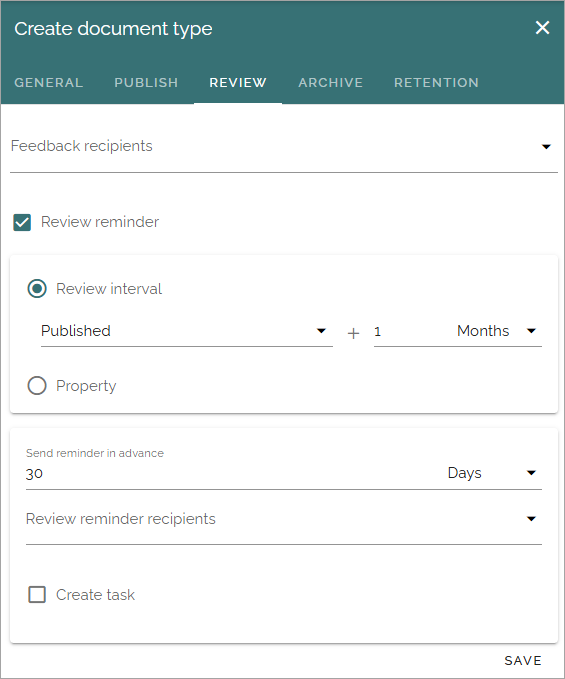 Create document type
GENERAL PUBLISH REVIEW ARCHIVE RETENTION
Feedback recipients
Review reminder
Review interval
Published + 1 Months
Property
Send reminder in advance
30 Days
Review reminder recipients
Create task
SAVE